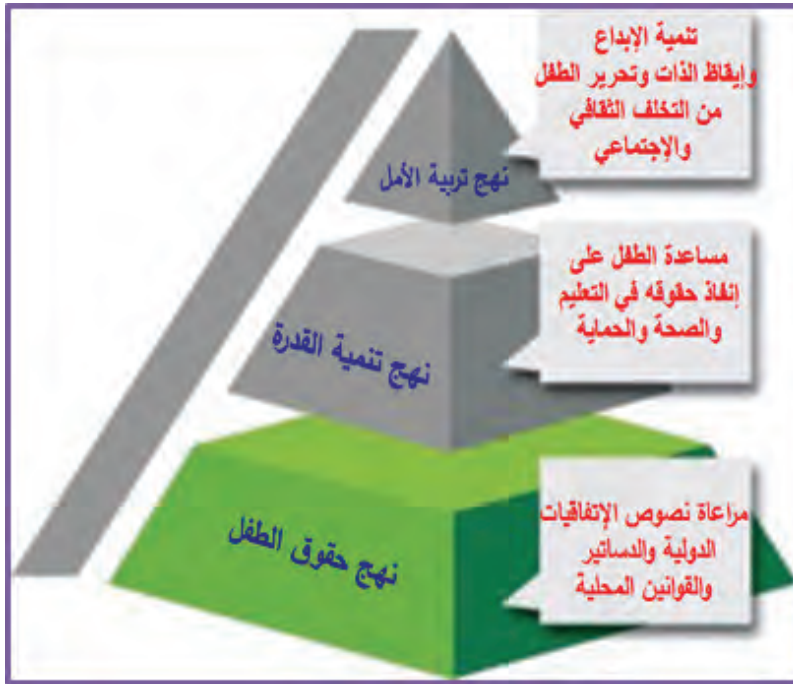 تنمية الإبداع
وإيقاظ الذات وتحرير الطفل
من التخلف الثقافي
والإجتماعي
نهج تربية الأمل
مساعدة الطفل على
إنفاذ حقوقه في التعليم
والصحة والحماية
نهج تنمية القدرة
مراعاة نصوص الإتفاقيات
الدولية والدساتير
والقوانين المحلية
نهج حقوق الطفل